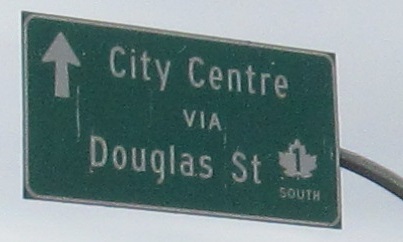 City Centre
VIA
Douglas St
1
SOUTH